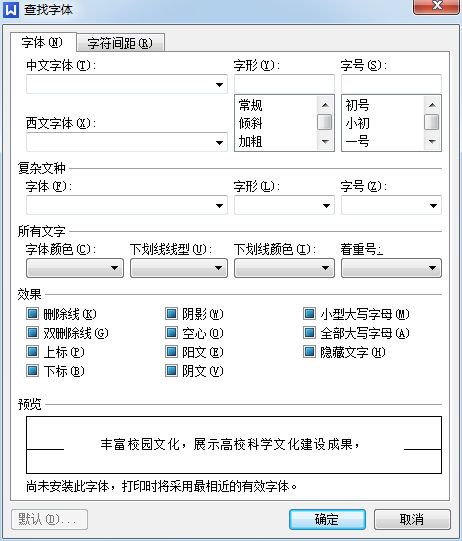 查找字体
字体(N) 字符间距(R)
中文字体(T): 字形(Y): 字号(S):
常规 初号
倾斜 小初
加粗 一号
西文字体(X):
复杂文种
字体(F): 字形(L): 字号(Z):
所有文字
字体颜色(C): 下划线线型(U): 下划线颜色(I): 着重号:
效果
删除线(K) 阴影(W) 小型大写字母(M)
双删除线(G) 空心(O) 全部大写字母(A)
上标(P) 阳文(E) 隐藏文字(H)
下标(B) 阴文(V)
预览
丰富校园文化，展示高校科学文化建设成果，
尚未安装此字体，打印时将采用最相近的有效字体。
默认(D)... 确定 取消